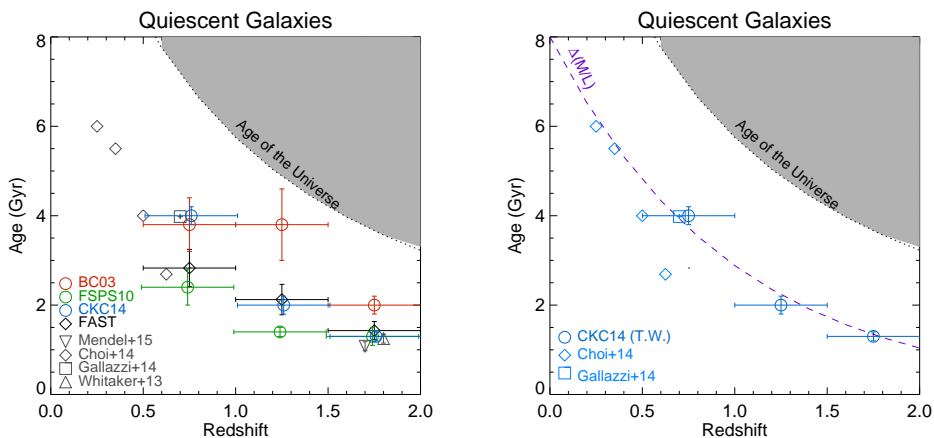 Quiescent Galaxies
8
6
4
2
0
Age (Gyr)
Age of the Universe
BC03
FSPS10
CKC14
FAST
Mendel+15
Choi+14
Gallazzi+14
Whitaker+13
0.0
0.5
1.0
1.5
2.0
Redshift
Quiescent Galaxies
8
6
4
2
0
Age (Gyr)
Δ(M/L)
Age of the Universe
CKC14 (T.W.)
Choi+14
Gallazzi+14
0.0
0.5
1.0
1.5
2.0
Redshift